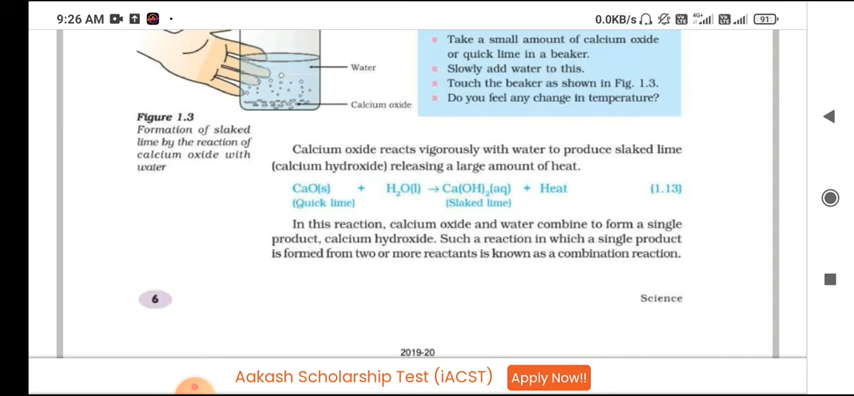 9:26 AM
0.0KB/s
4G+
91
Take a small amount of calcium oxide
or quick lime in a beaker.
Slowly add water to this.
Touch the beaker as shown in Fig. 1.3.
Do you feel any change in temperature?
Water
Calcium oxide
Figure 1.3
Formation of slaked
lime by the reaction of
calcium oxide with
water
Calcium oxide reacts vigorously with water to produce slaked lime
(calcium hydroxide) releasing a large amount of heat.
CaO(s) + H₂O(l) → Ca(OH)₂(aq) + Heat (1.13)
(Quick lime) (Slaked lime)
In this reaction, calcium oxide and water combine to form a single
product, calcium hydroxide. Such a reaction in which a single product
is formed from two or more reactants is known as a combination reaction.
6
Science
2019-20
Aakash Scholarship Test (iACST) Apply Now!!